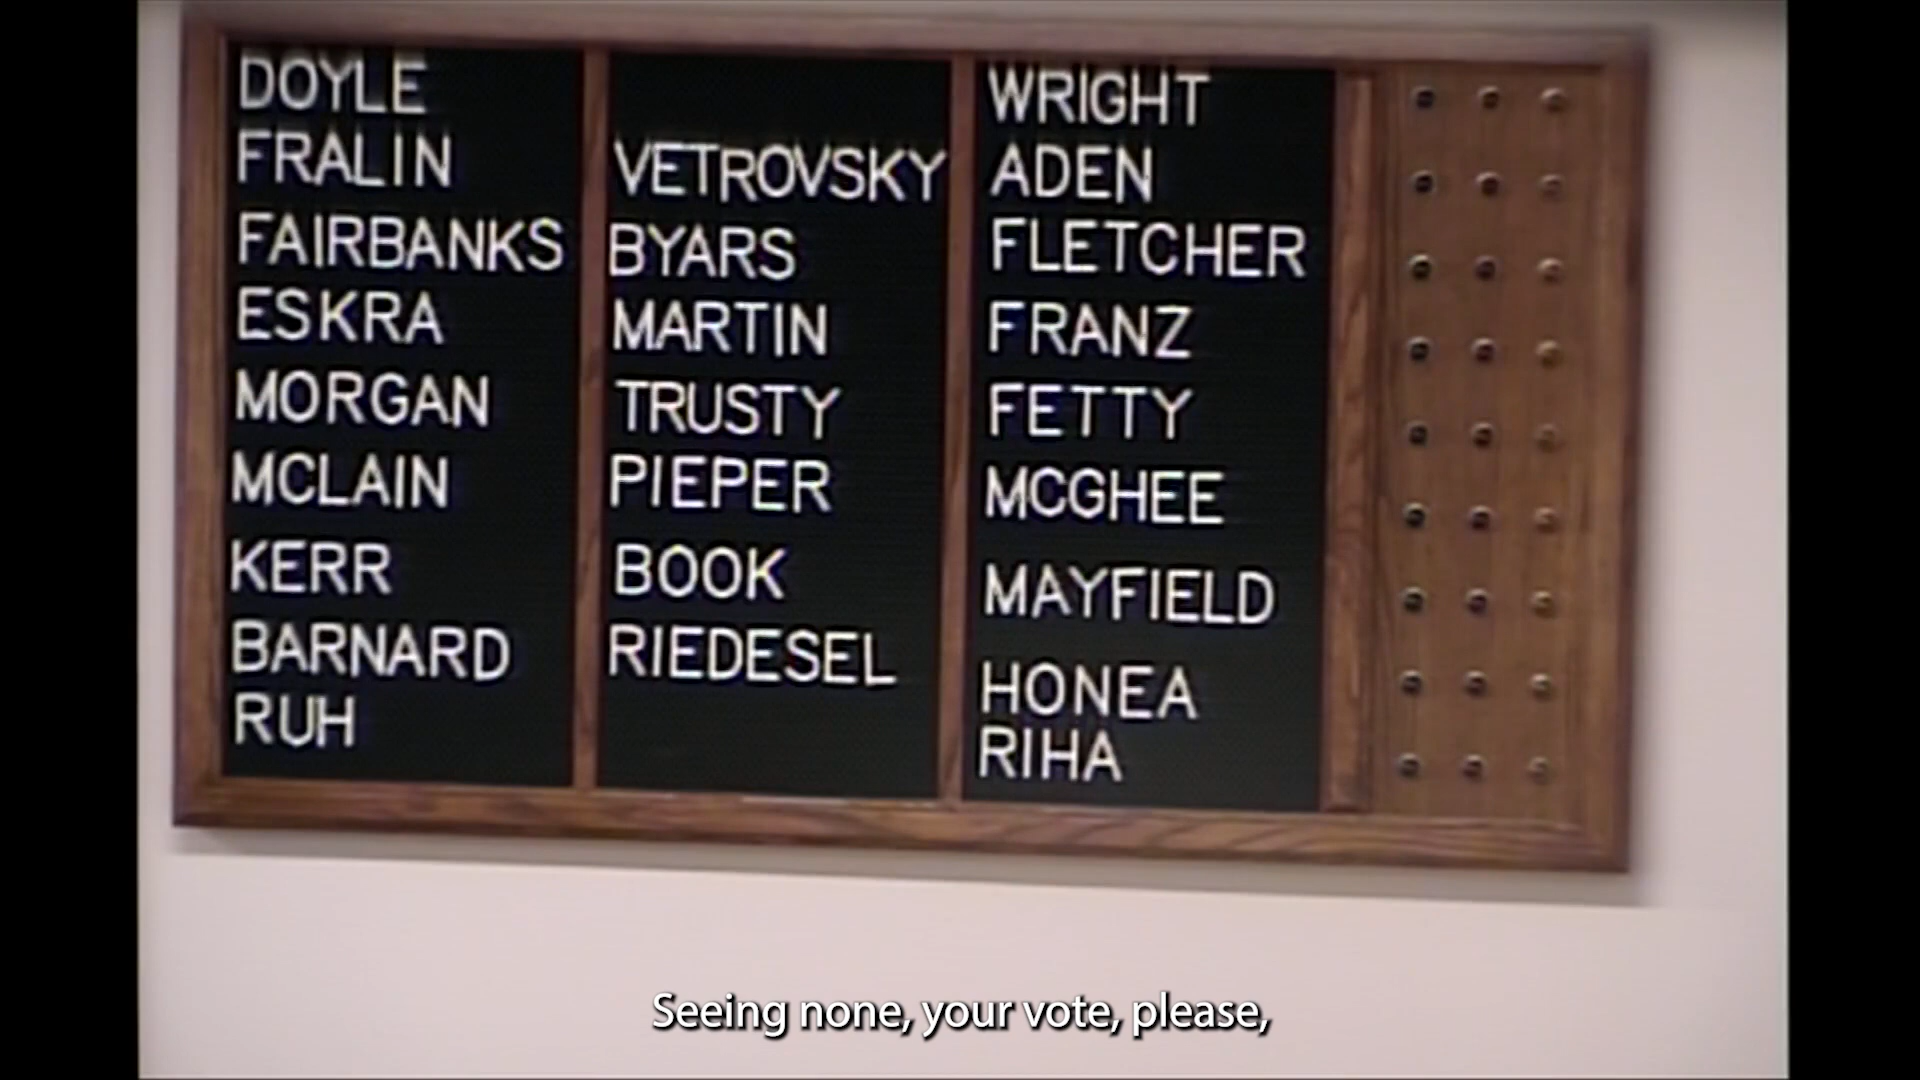 DOYLE
FRALIN
FAIRBANKS
ESKRA
MORGAN
MCLAIN
KERR
BARNARD
RUH
VETROVSKY
BYARS
MARTIN
TRUSTY
PIEPER
BOOK
RIEDESEL
WRIGHT
ADEN
FLETCHER
FRANZ
FETTY
MCGHEE
MAYFIELD
HONEA
RIHA
Seeing none, your vote, please,